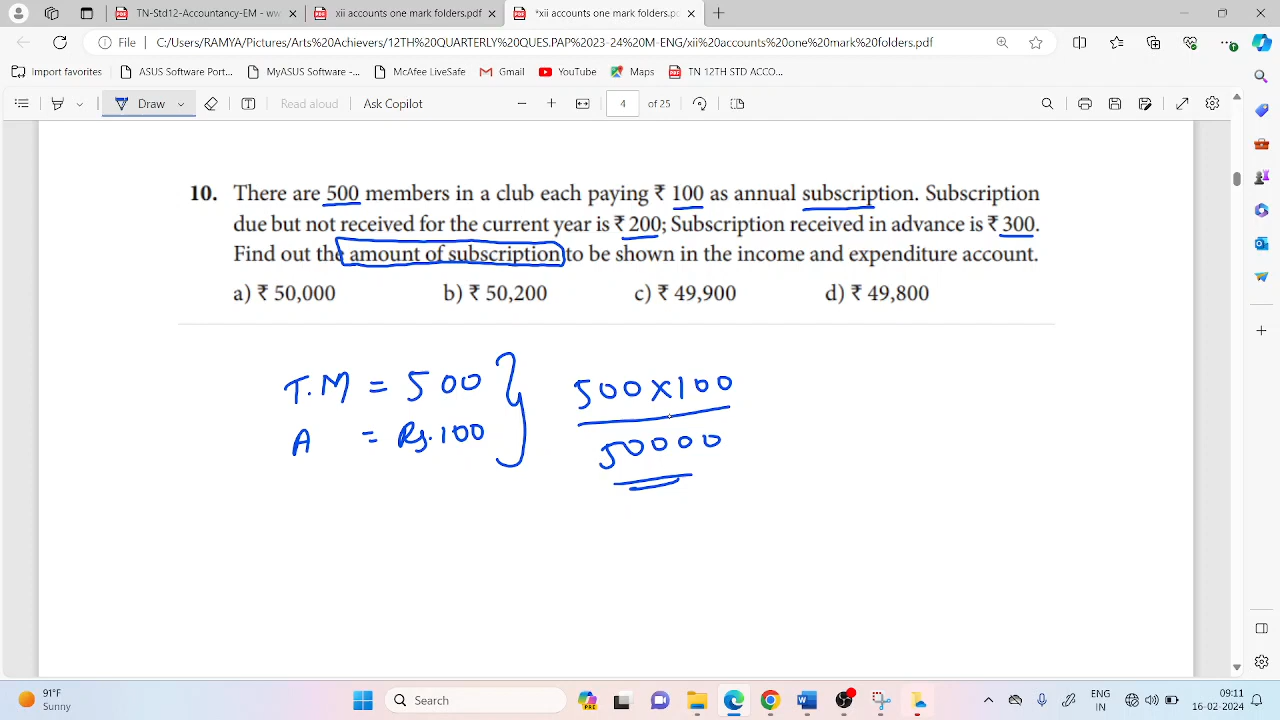 TN-Std12-Accountancy-EM - ww
xii accounts one mark folders.pdf
*xii accounts one mark folders.pd
File
C:/Users/RAMYA/Pictures/Arts%20Achievers/12TH%20QUARTERLY%20QUES.PAP%2023-24%20M-ENG/xii%20accounts%20one%20mark%20folders.pdf
Import favorites
ASUS Software Port...
MyASUS Software -...
McAfee LiveSafe
Gmail
YouTube
Maps
TN 12TH STD ACCO...
Draw
Read aloud
Ask Copilot
4
of 25
10. There are 500 members in a club each paying ₹ 100 as annual subscription. Subscription
due but not received for the current year is ₹ 200; Subscription received in advance is ₹ 300.
Find out the amount of subscription to be shown in the income and expenditure account.
a) ₹ 50,000 b) ₹ 50,200 c) ₹ 49,900 d) ₹ 49,800
T.M = 500
A = Rs.100
500x100
50000
91°F
Sunny
Search
ENG
IN
09:11
16-02-2024